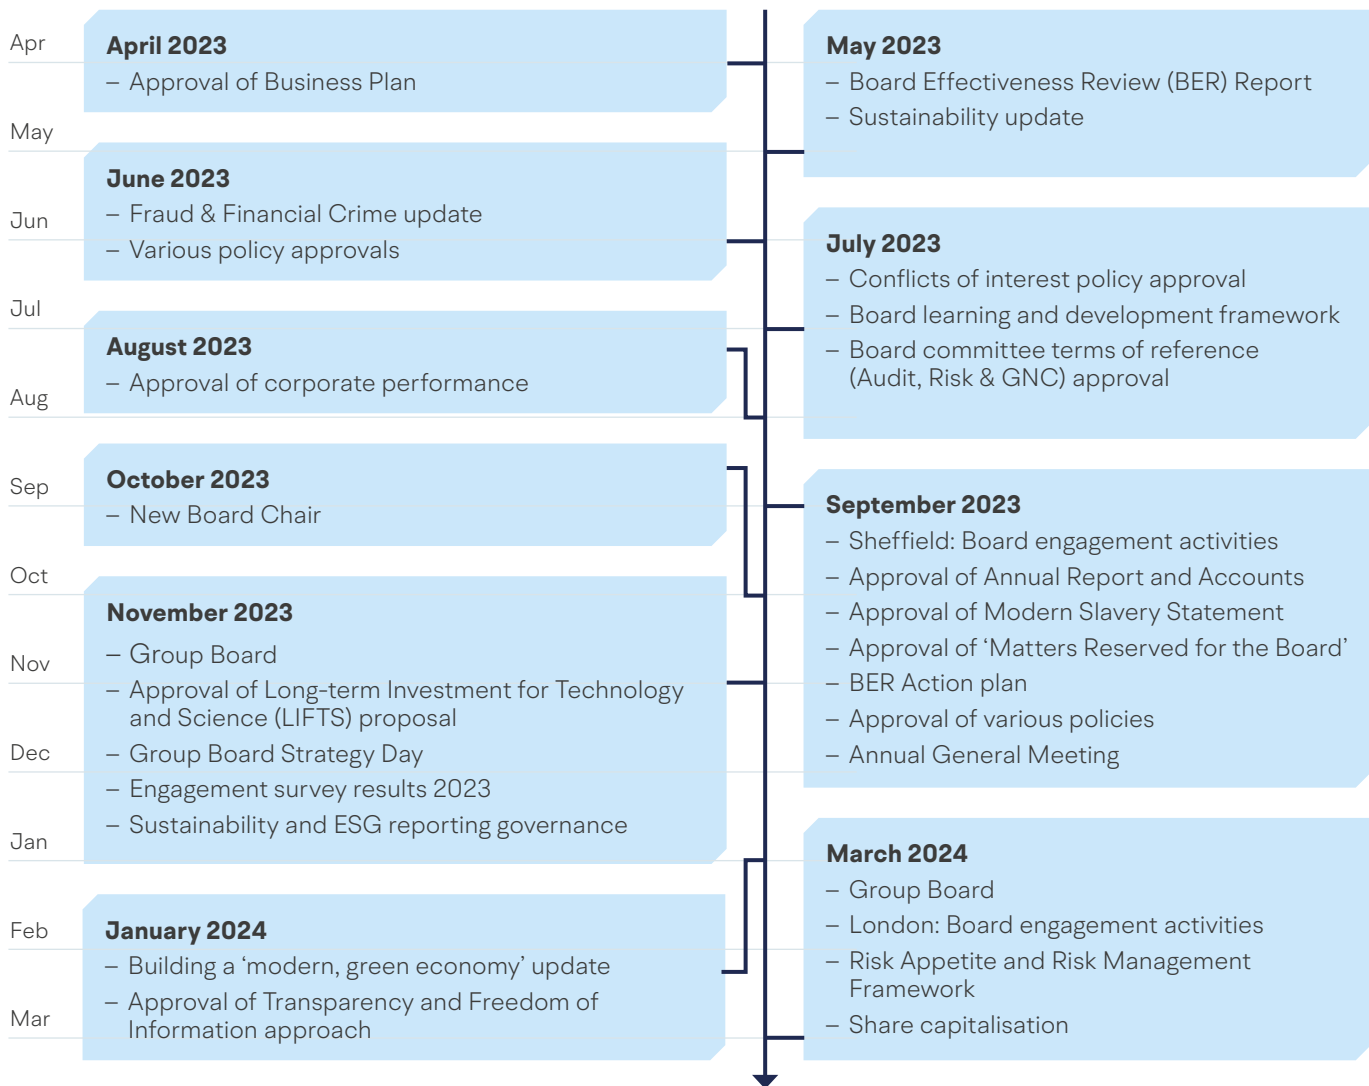 Apr
May
Jun
Jul
Aug
Sep
Oct
Nov
Dec
Jan
Feb
Mar
April 2023
– Approval of Business Plan
May 2023
– Board Effectiveness Review (BER) Report
– Sustainability update
June 2023
– Fraud & Financial Crime update
– Various policy approvals
July 2023
– Conflicts of interest policy approval
– Board learning and development framework
– Board committee terms of reference
(Audit, Risk & GNC) approval
August 2023
– Approval of corporate performance
September 2023
– Sheffield: Board engagement activities
– Approval of Annual Report and Accounts
– Approval of Modern Slavery Statement
– Approval of ‘Matters Reserved for the Board’
– BER Action plan
– Approval of various policies
– Annual General Meeting
October 2023
– New Board Chair
November 2023
– Group Board
– Approval of Long-term Investment for Technology
and Science (LIFTS) proposal
– Group Board Strategy Day
– Engagement survey results 2023
– Sustainability and ESG reporting governance
January 2024
– Building a ‘modern, green economy’ update
– Approval of Transparency and Freedom of
Information approach
March 2024
– Group Board
– London: Board engagement activities
– Risk Appetite and Risk Management
Framework
– Share capitalisation